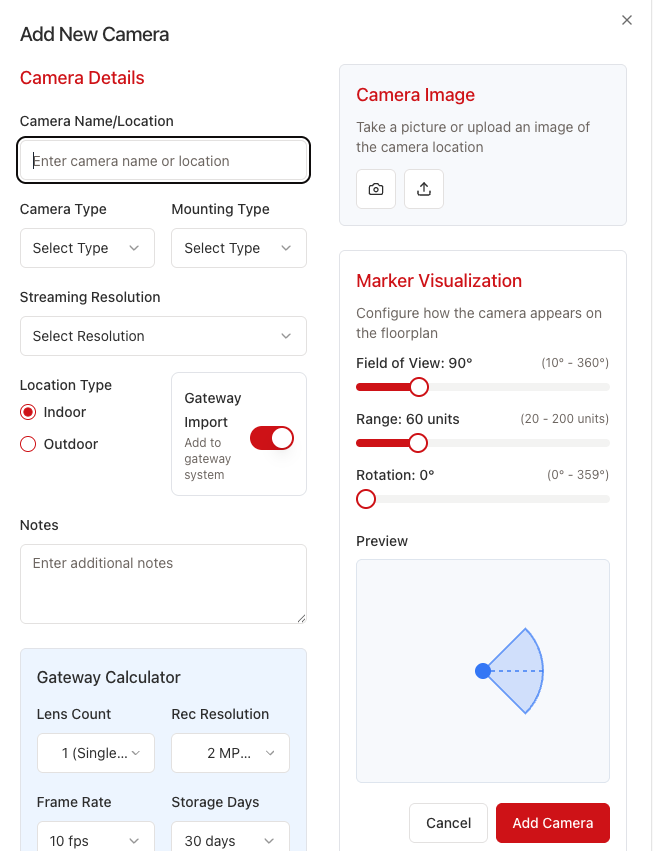 Add New Camera
Camera Details
Camera Name/Location
Enter camera name or location
Camera Type
Mounting Type
Select Type
Select Type
Streaming Resolution
Select Resolution
Location Type
Indoor
Outdoor
Gateway
Import
Add to
gateway
system
Notes
Enter additional notes
Gateway Calculator
Lens Count
Rec Resolution
1 (Single...
2 MP...
Frame Rate
Storage Days
10 fps
30 days
Camera Image
Take a picture or upload an image of
the camera location
Marker Visualization
Configure how the camera appears on
the floorplan
Field of View: 90°
(10° - 360°)
Range: 60 units
(20 - 200 units)
Rotation: 0°
(0° - 359°)
Preview
Cancel
Add Camera